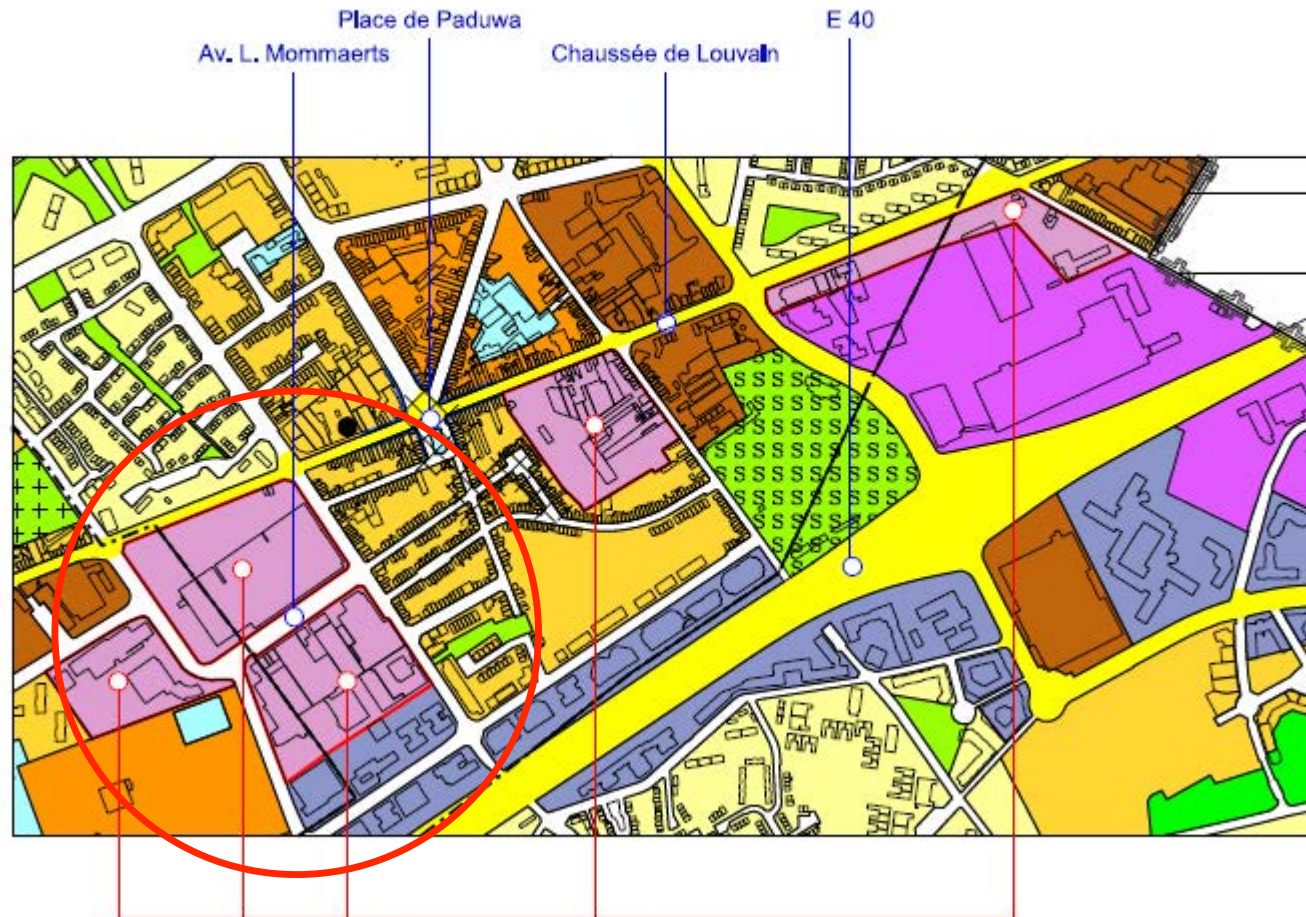 Place de Paduwa
E 40
Av. L. Mommaerts
Chaussée de Louvain
S S S S S
S S S S S S S S
S S S S S S S S S
S S S S S S S S S
S S S S S S S S S
S S S S S S S S
S S S S S S
S S S S
S S